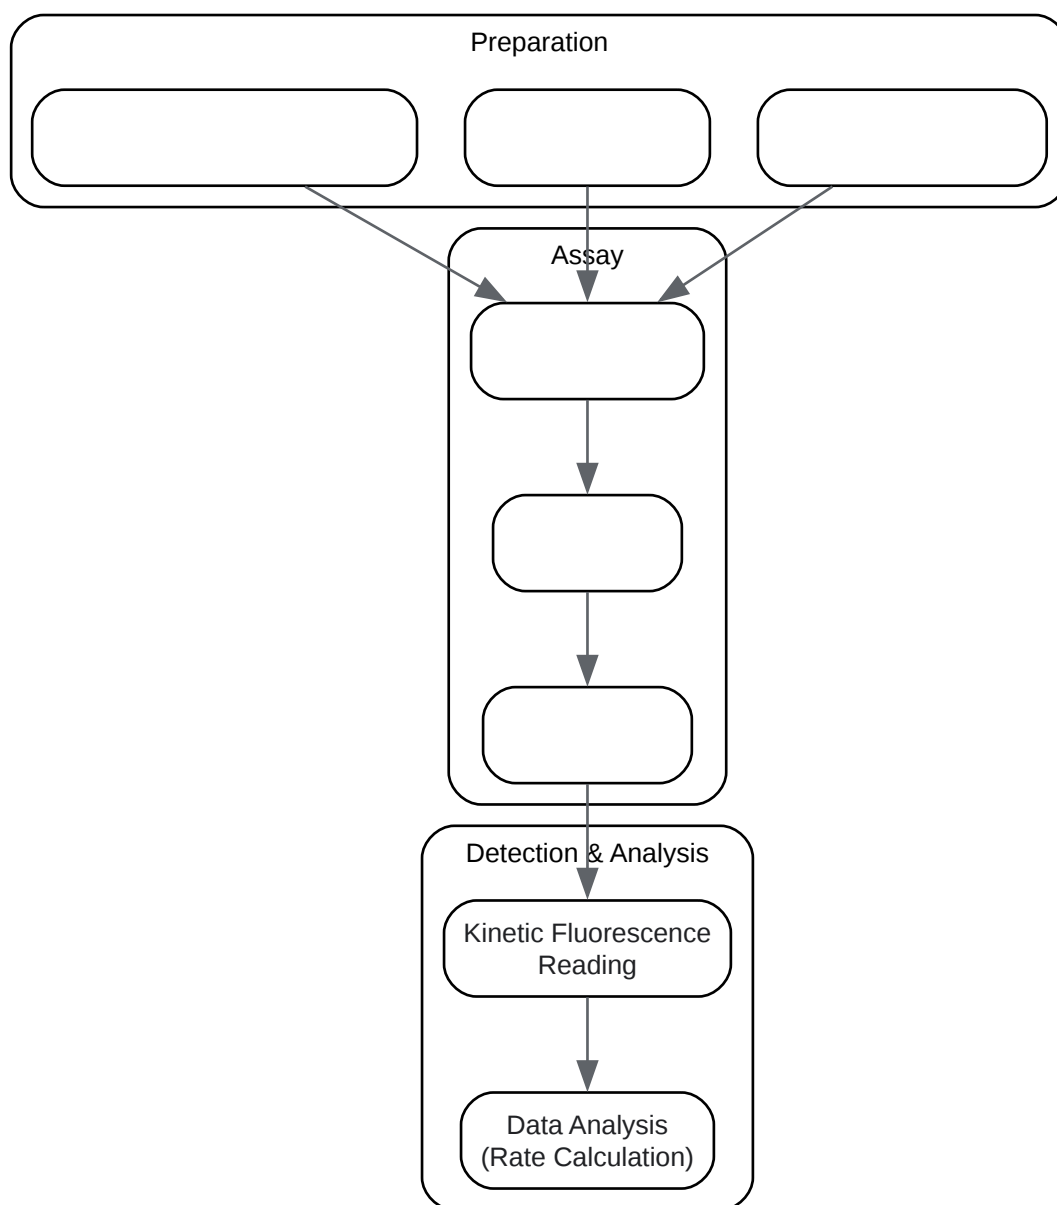 Preparation
Assay
Detection & Analysis
Kinetic Fluorescence
Reading
Data Analysis
(Rate Calculation)